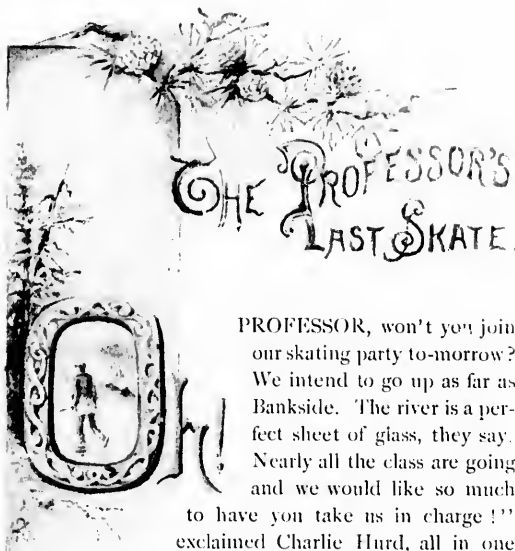 THE PROFESSOR'S
LAST SKATE.
Oh! PROFESSOR, won't you join
our skating party to-morrow?
We intend to go up as far as
Bankside. The river is a per-
fect sheet of glass, they say.
Nearly all the class are going
and we would like so much
to have you take us in charge!"
exclaimed Charlie Hurd, all in one